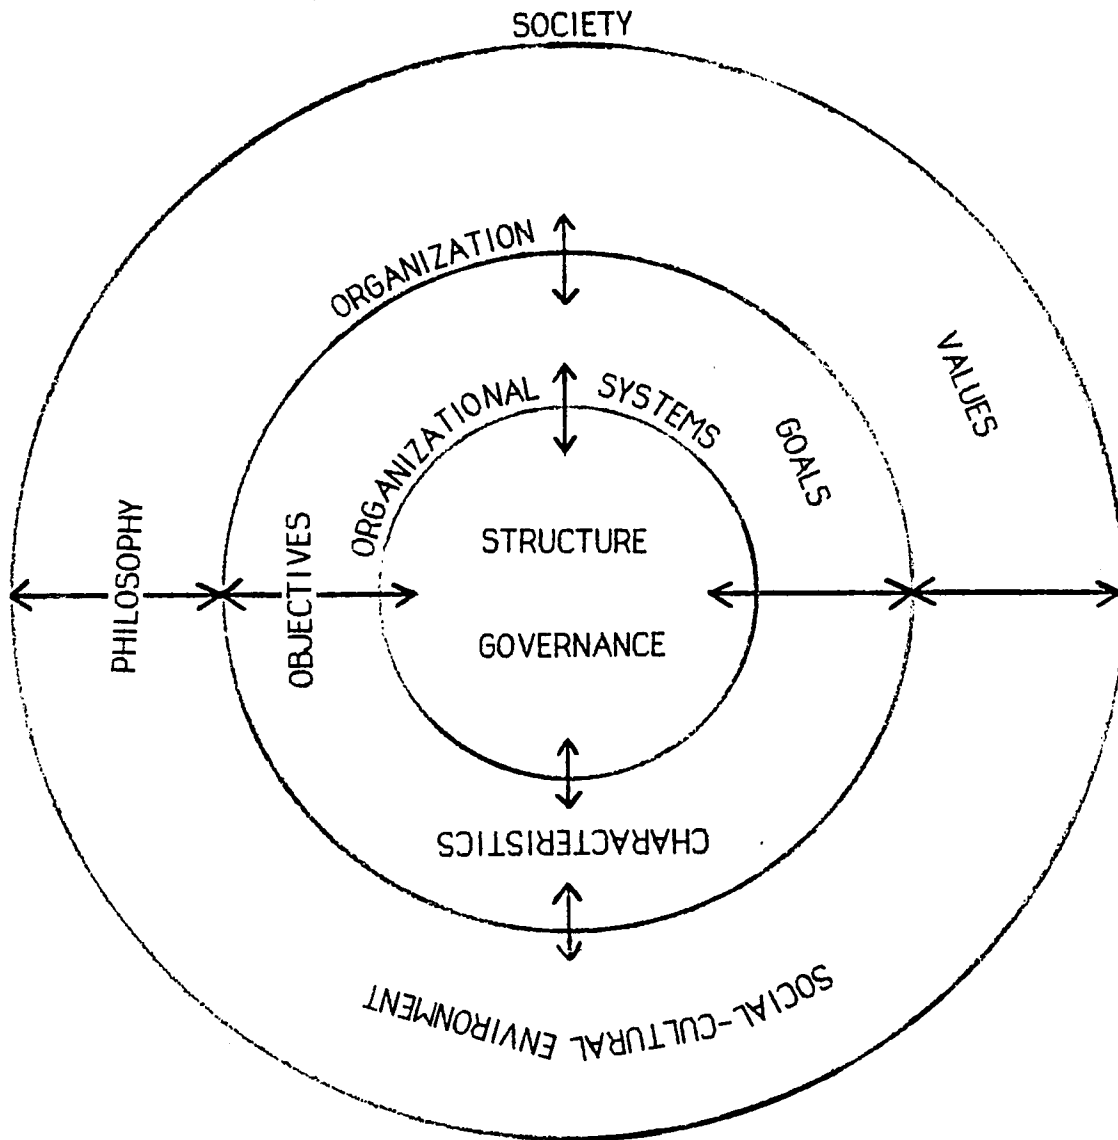 SOCIETY
ORGANIZATION
VALUES
ORGANIZATIONAL SYSTEMS
GOALS
PHILOSOPHY
OBJECTIVES
STRUCTURE
GOVERNANCE
CHARACTERISTICS
SOCIAL-CULTURAL ENVIRONMENT